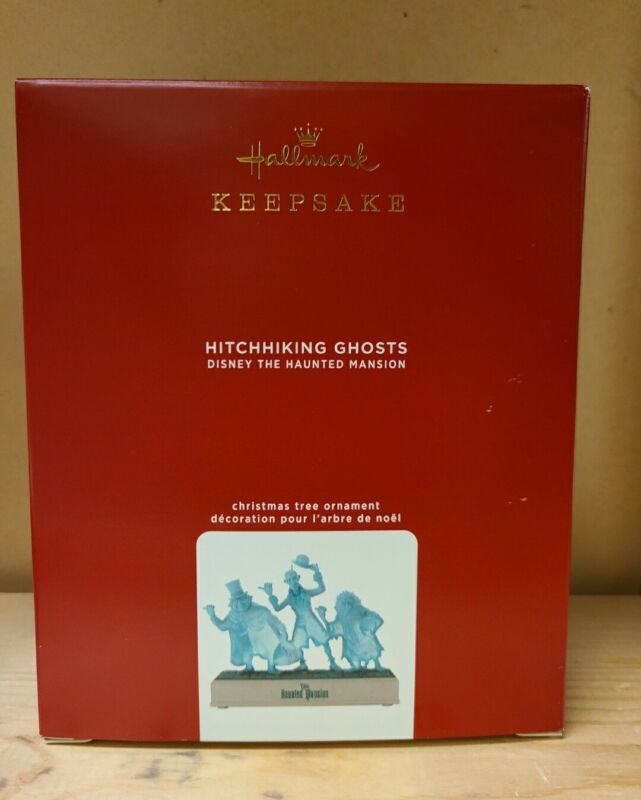 Hallmark
KEEPSAKE
HITCHHIKING GHOSTS
DISNEY THE HAUNTED MANSION
christmas tree ornament
décoration pour l'arbre de noël
The
Haunted Mansion